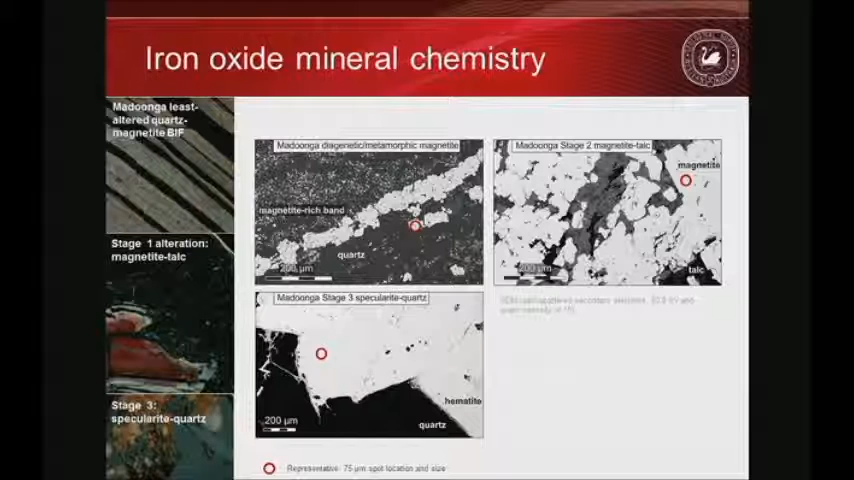 Iron oxide mineral chemistry
Madoonga least-
altered quartz-
magnetite BIF
Stage 1 alteration:
magnetite-talc
Stage 3:
specularite-quartz
Madoonga diagenetic/metamorphic magnetite
magnetite-rich band
quartz
200 µm
Madoonga Stage 2 magnetite-talc
magnetite
200 µm
talc
Madoonga Stage 3 specularite-quartz
200 µm
hematite
quartz
Representative 75 µm spot location and size